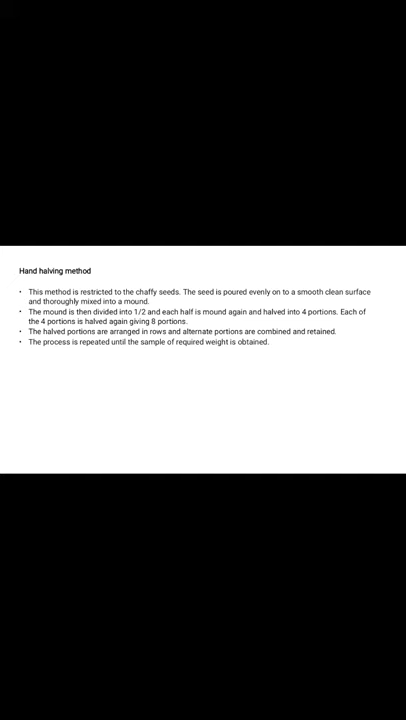 Hand halving method
• This method is restricted to the chaffy seeds. The seed is poured evenly on to a smooth clean surface
and thoroughly mixed into a mound.
• The mound is then divided into 1/2 and each half is mound again and halved into 4 portions. Each of
the 4 portions is halved again giving 8 portions.
• The halved portions are arranged in rows and alternate portions are combined and retained.
• The process is repeated until the sample of required weight is obtained.